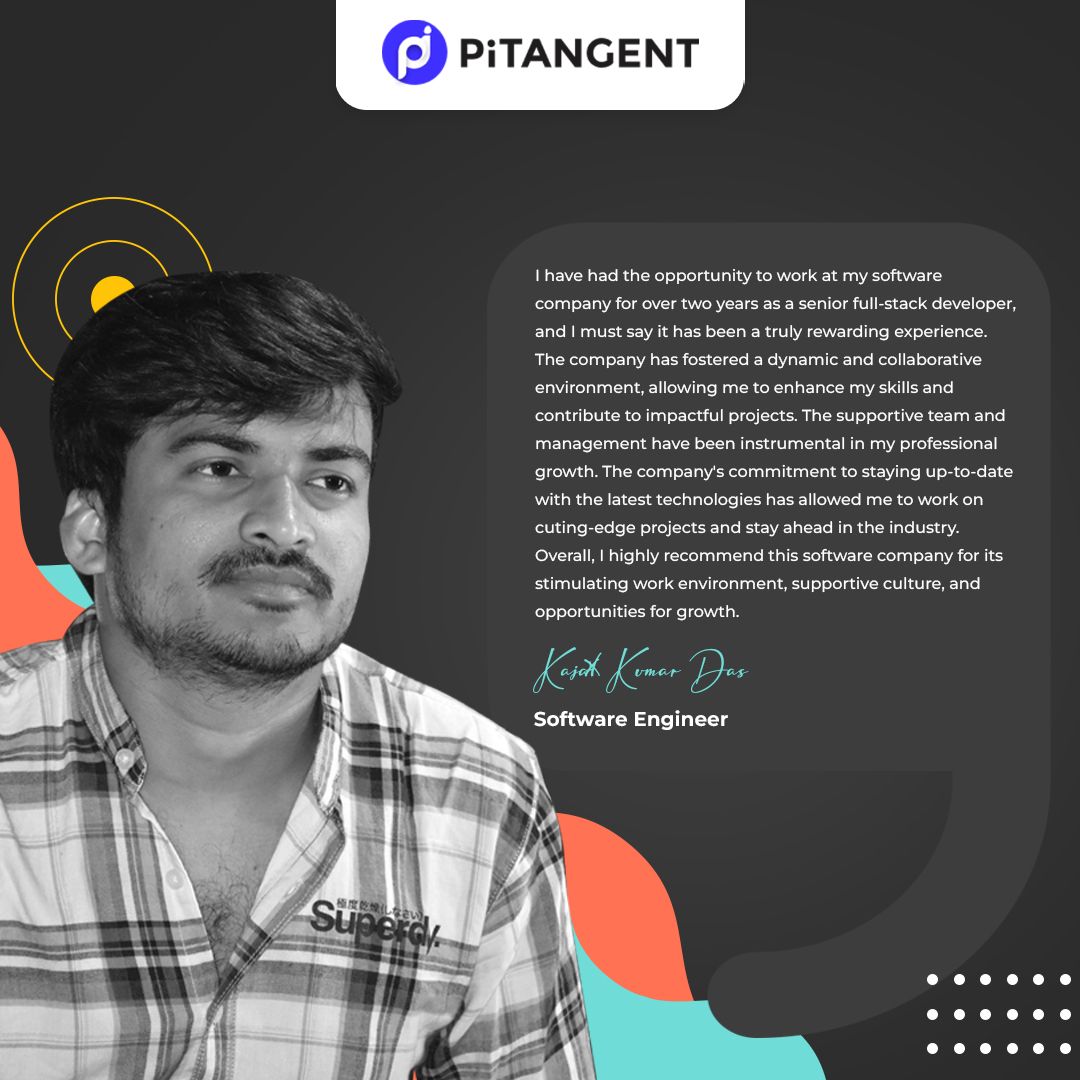 PiTANGENT
I have had the opportunity to work at my software
company for over two years as a senior full-stack developer,
and I must say it has been a truly rewarding experience.
The company has fostered a dynamic and collaborative
environment, allowing me to enhance my skills and
contribute to impactful projects. The supportive team and
management have been instrumental in my professional
growth. The company's commitment to staying up-to-date
with the latest technologies has allowed me to work on
cuting-edge projects and stay ahead in the industry.
Overall, I highly recommend this software company for its
stimulating work environment, supportive culture, and
opportunities for growth.
Kumar Das
Software Engineer
極度乾燥(しなさい)
Superdry.